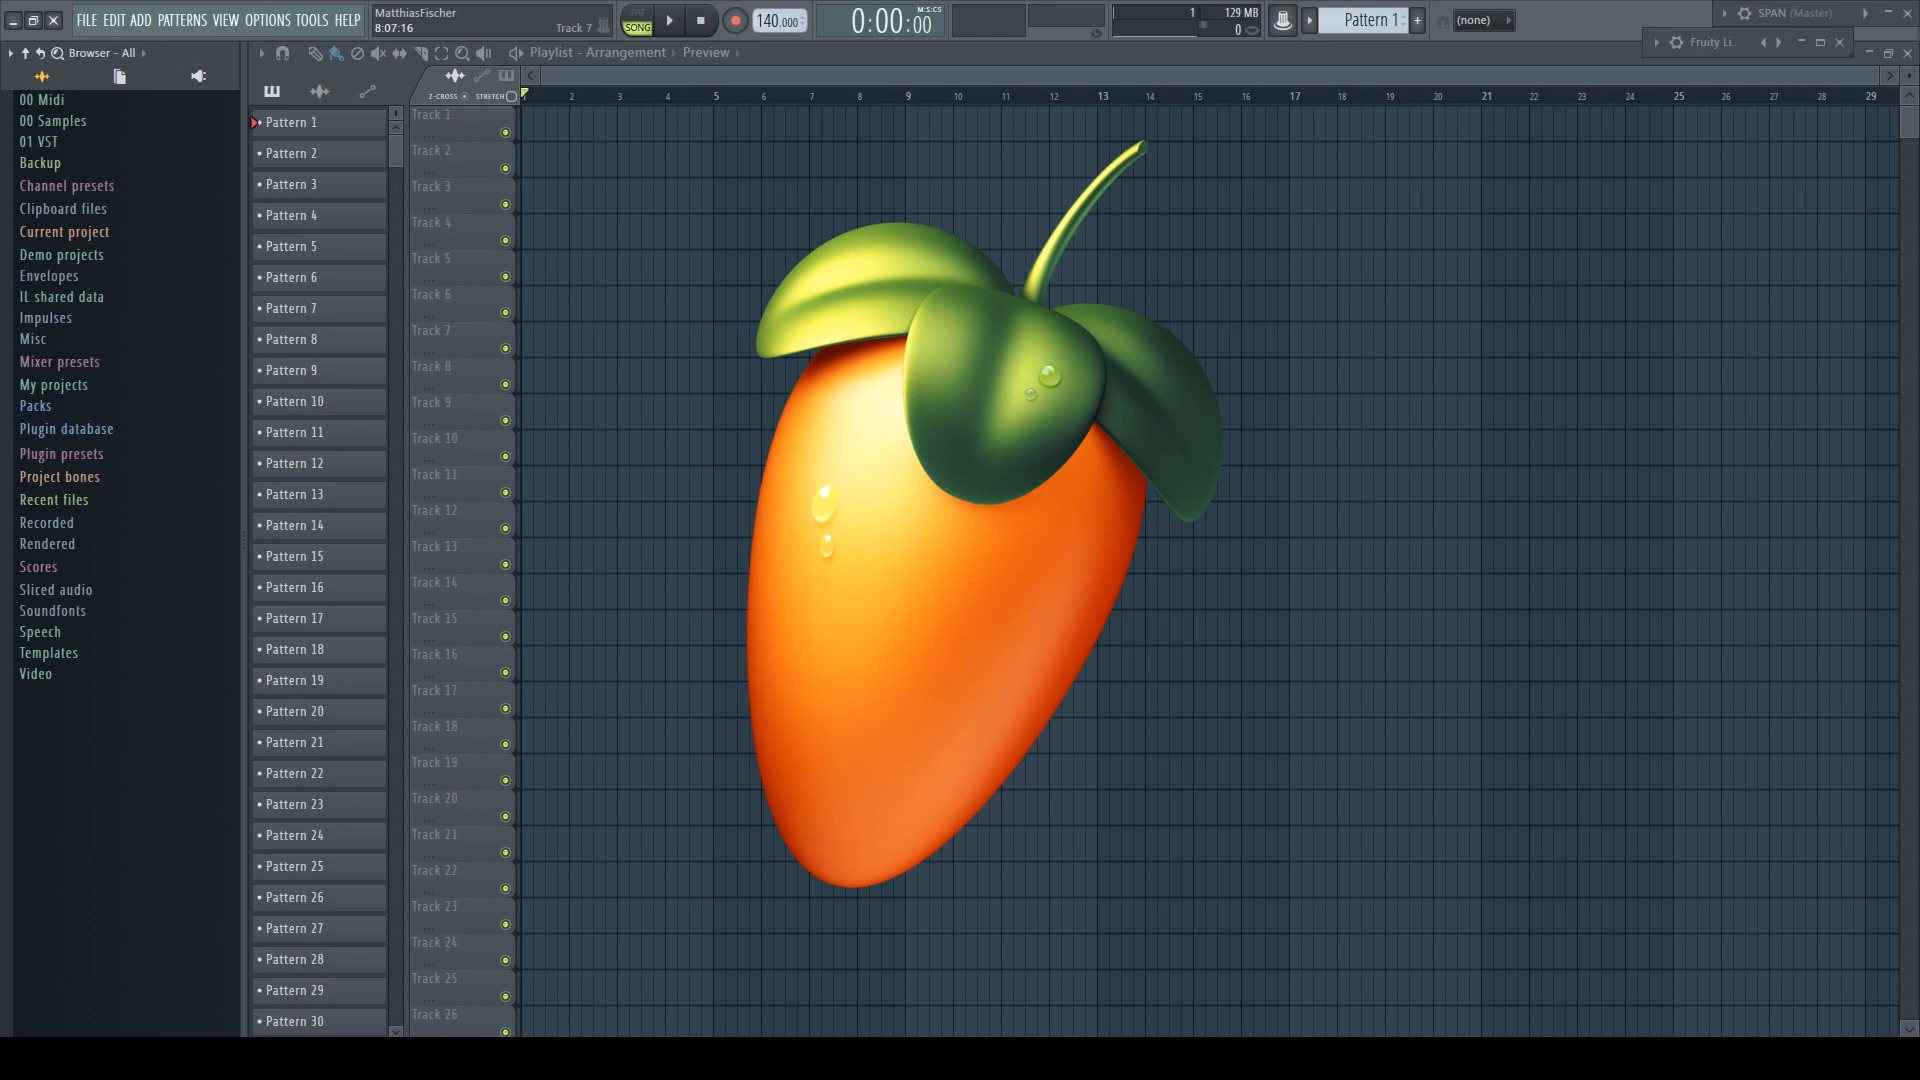 FILE EDIT ADD PATTERNS VIEW OPTIONS TOOLS HELP
MatthiasFischer
8:07:16
Track 7
PAT
SONG
140.000
0:00:00
M:S:CS
1
129 MB
0
Pattern 1
+
(none)
SPAN (Master)
Fruity Li..
Browser - All
Playlist - Arrangement
Preview
Z-CROSS
STRETCH
1 2 3 4 5 6 7 8 9 10 11 12 13 14 15 16 17 18 19 20 21 22 23 24 25 26 27 28 29
00 Midi
00 Samples
01 VST
Backup
Channel presets
Clipboard files
Current project
Demo projects
Envelopes
IL shared data
Impulses
Misc
Mixer presets
My projects
Packs
Plugin database
Plugin presets
Project bones
Recent files
Recorded
Rendered
Scores
Sliced audio
Soundfonts
Speech
Templates
Video
Pattern 1
Pattern 2
Pattern 3
Pattern 4
Pattern 5
Pattern 6
Pattern 7
Pattern 8
Pattern 9
Pattern 10
Pattern 11
Pattern 12
Pattern 13
Pattern 14
Pattern 15
Pattern 16
Pattern 17
Pattern 18
Pattern 19
Pattern 20
Pattern 21
Pattern 22
Pattern 23
Pattern 24
Pattern 25
Pattern 26
Pattern 27
Pattern 28
Pattern 29
Pattern 30
Track 1
Track 2
Track 3
Track 4
Track 5
Track 6
Track 7
Track 8
Track 9
Track 10
Track 11
Track 12
Track 13
Track 14
Track 15
Track 16
Track 17
Track 18
Track 19
Track 20
Track 21
Track 22
Track 23
Track 24
Track 25
Track 26